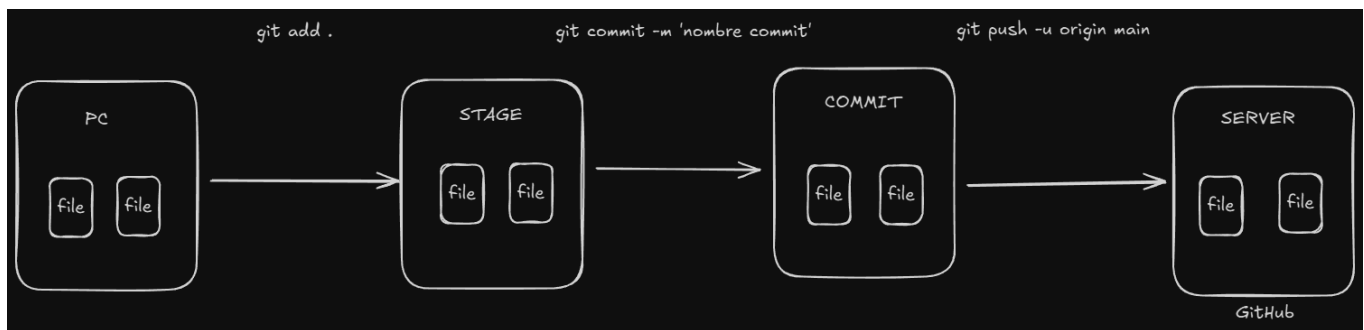 git add .
git commit -m 'nombre commit'
git push -u origin main
PC
file
file
STAGE
file
file
COMMIT
file
file
SERVER
file
file
GitHub